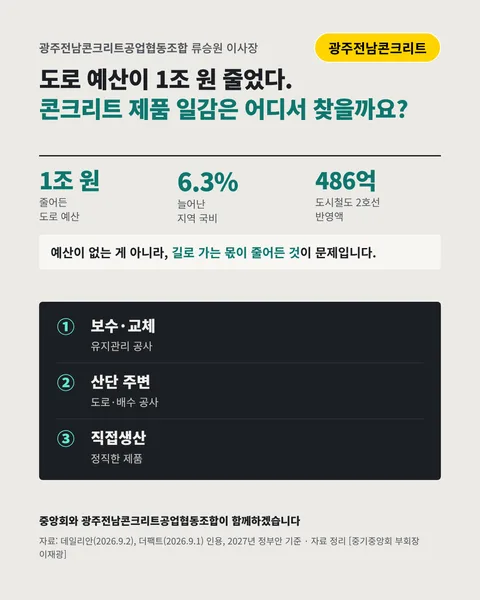 광주전남콘크리트공업협동조합 류승원 이사장
광주전남콘크리트
도로 예산이 1조 원 줄었다.
콘크리트 제품 일감은 어디서 찾을까요?
1조 원
줄어든
도로 예산
6.3%
늘어난
지역 국비
486억
도시철도 2호선
반영액
예산이 없는 게 아니라, 길로 가는 몫이 줄어든 것이 문제입니다.
1 보수·교체
유지관리 공사
2 산단 주변
도로·배수 공사
3 직접생산
정직한 제품
중앙회와 광주전남콘크리트공업협동조합이 함께하겠습니다
자료: 데일리안(2026.9.2), 더팩트(2026.9.1) 인용, 2027년 정부안 기준 · 자료 정리 [중기중앙회 부회장
이재광]